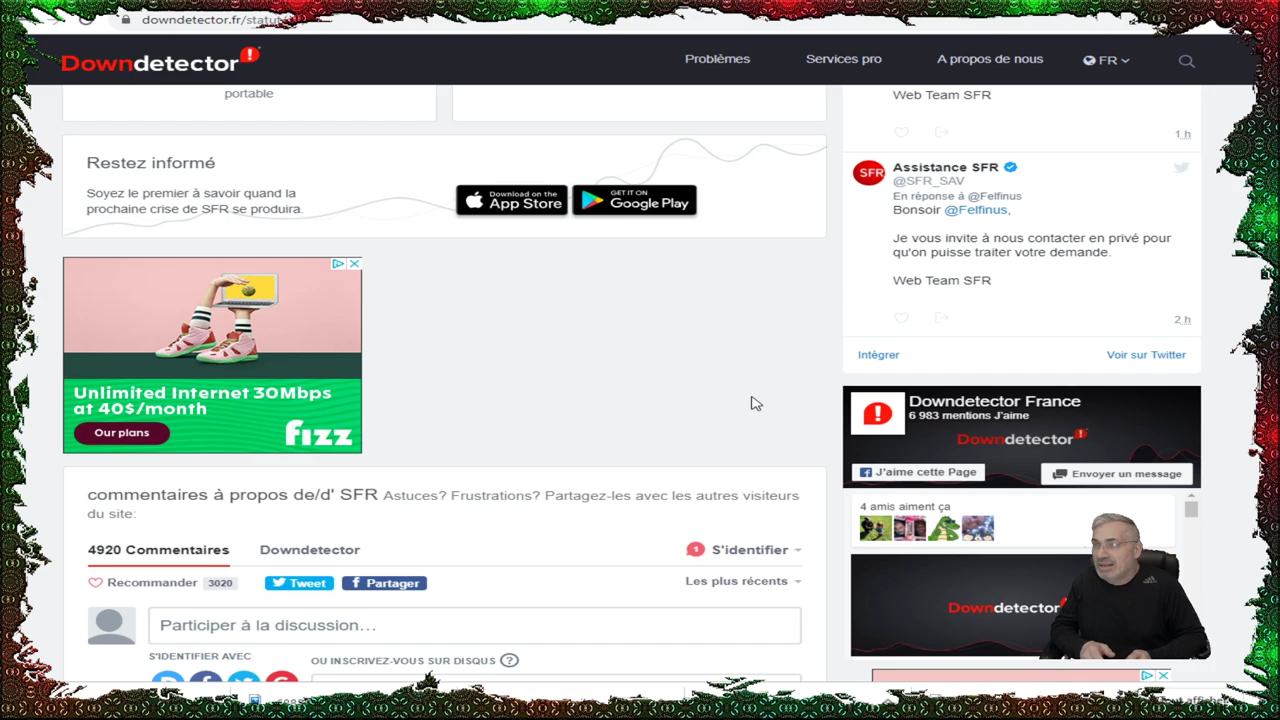 downdetector.fr/statut
Downdetector
Problèmes
Services pro
A propos de nous
FR
portable
Restez informé
Soyez le premier à savoir quand la
prochaine crise de SFR se produira.
Download on the
App Store
GET IT ON
Google Play
Unlimited Internet 30Mbps
at 40$/month
Our plans
fizz
commentaires à propos de/d' SFR Astuces? Frustrations? Partagez-les avec les autres visiteurs
du site:
4920 Commentaires
Downdetector
1 S'identifier
Recommander 3020
Tweet
Partager
Les plus récents
Participer à la discussion…
S'IDENTIFIER AVEC
OU INSCRIVEZ-VOUS SUR DISQUS ?
Web Team SFR
1 h
SFR
Assistance SFR
@SFR_SAV
En réponse à @Felfinus
Bonsoir @Felfinus,
Je vous invite à nous contacter en privé pour
qu'on puisse traiter votre demande.
Web Team SFR
2 h
Intégrer
Voir sur Twitter
Downdetector France
6 983 mentions J'aime
Downdetector
J'aime cette Page
Envoyer un message
4 amis aiment ça
Downdetector